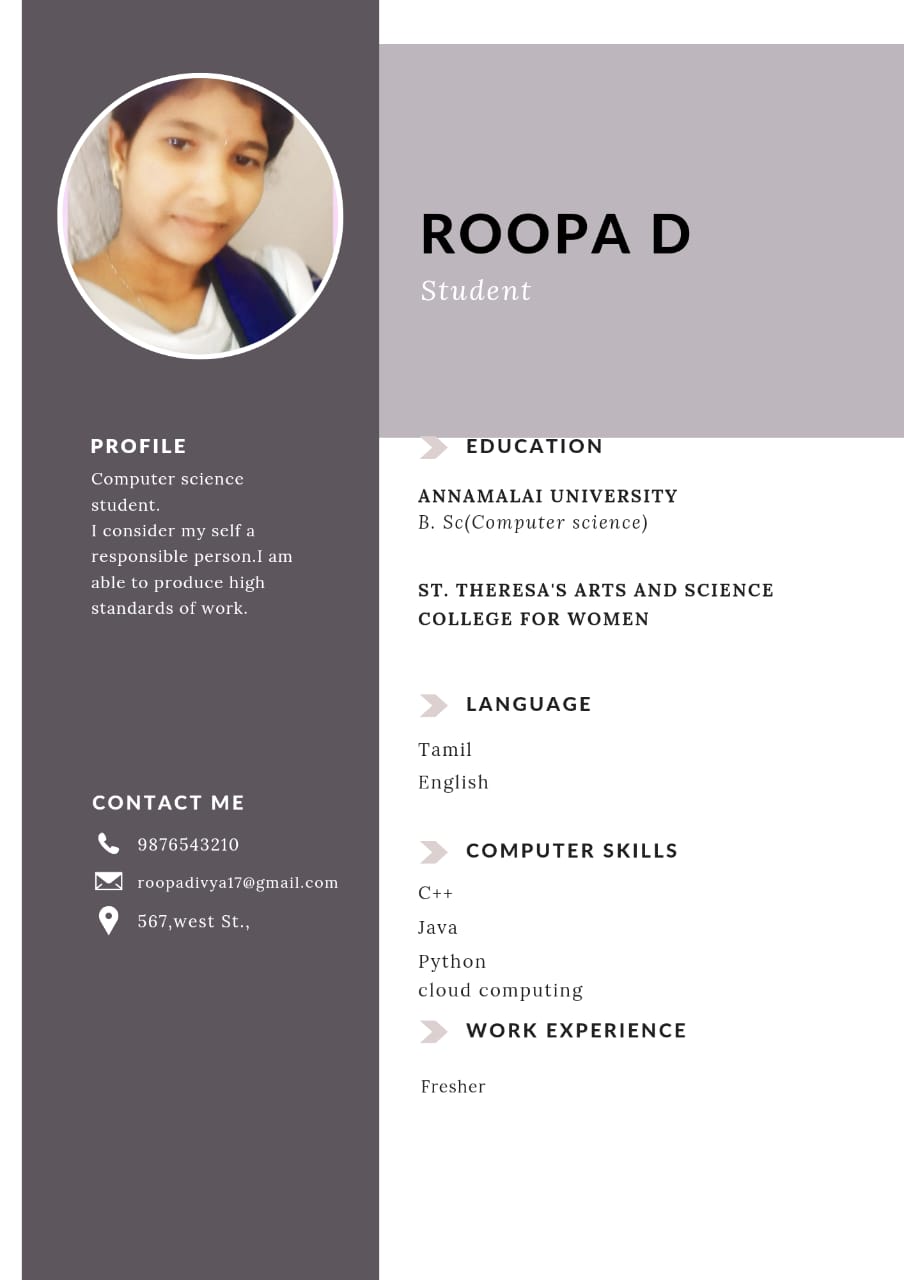 ROOPA D
Student
PROFILE
Computer science
student.
I consider my self a
responsible person.I am
able to produce high
standards of work.
CONTACT ME
9876543210
roopadivya17@gmail.com
567,west St.,
EDUCATION
ANNAMALAI UNIVERSITY
B. Sc(Computer science)
ST. THERESA'S ARTS AND SCIENCE
COLLEGE FOR WOMEN
LANGUAGE
Tamil
English
COMPUTER SKILLS
C++
Java
Python
cloud computing
WORK EXPERIENCE
Fresher